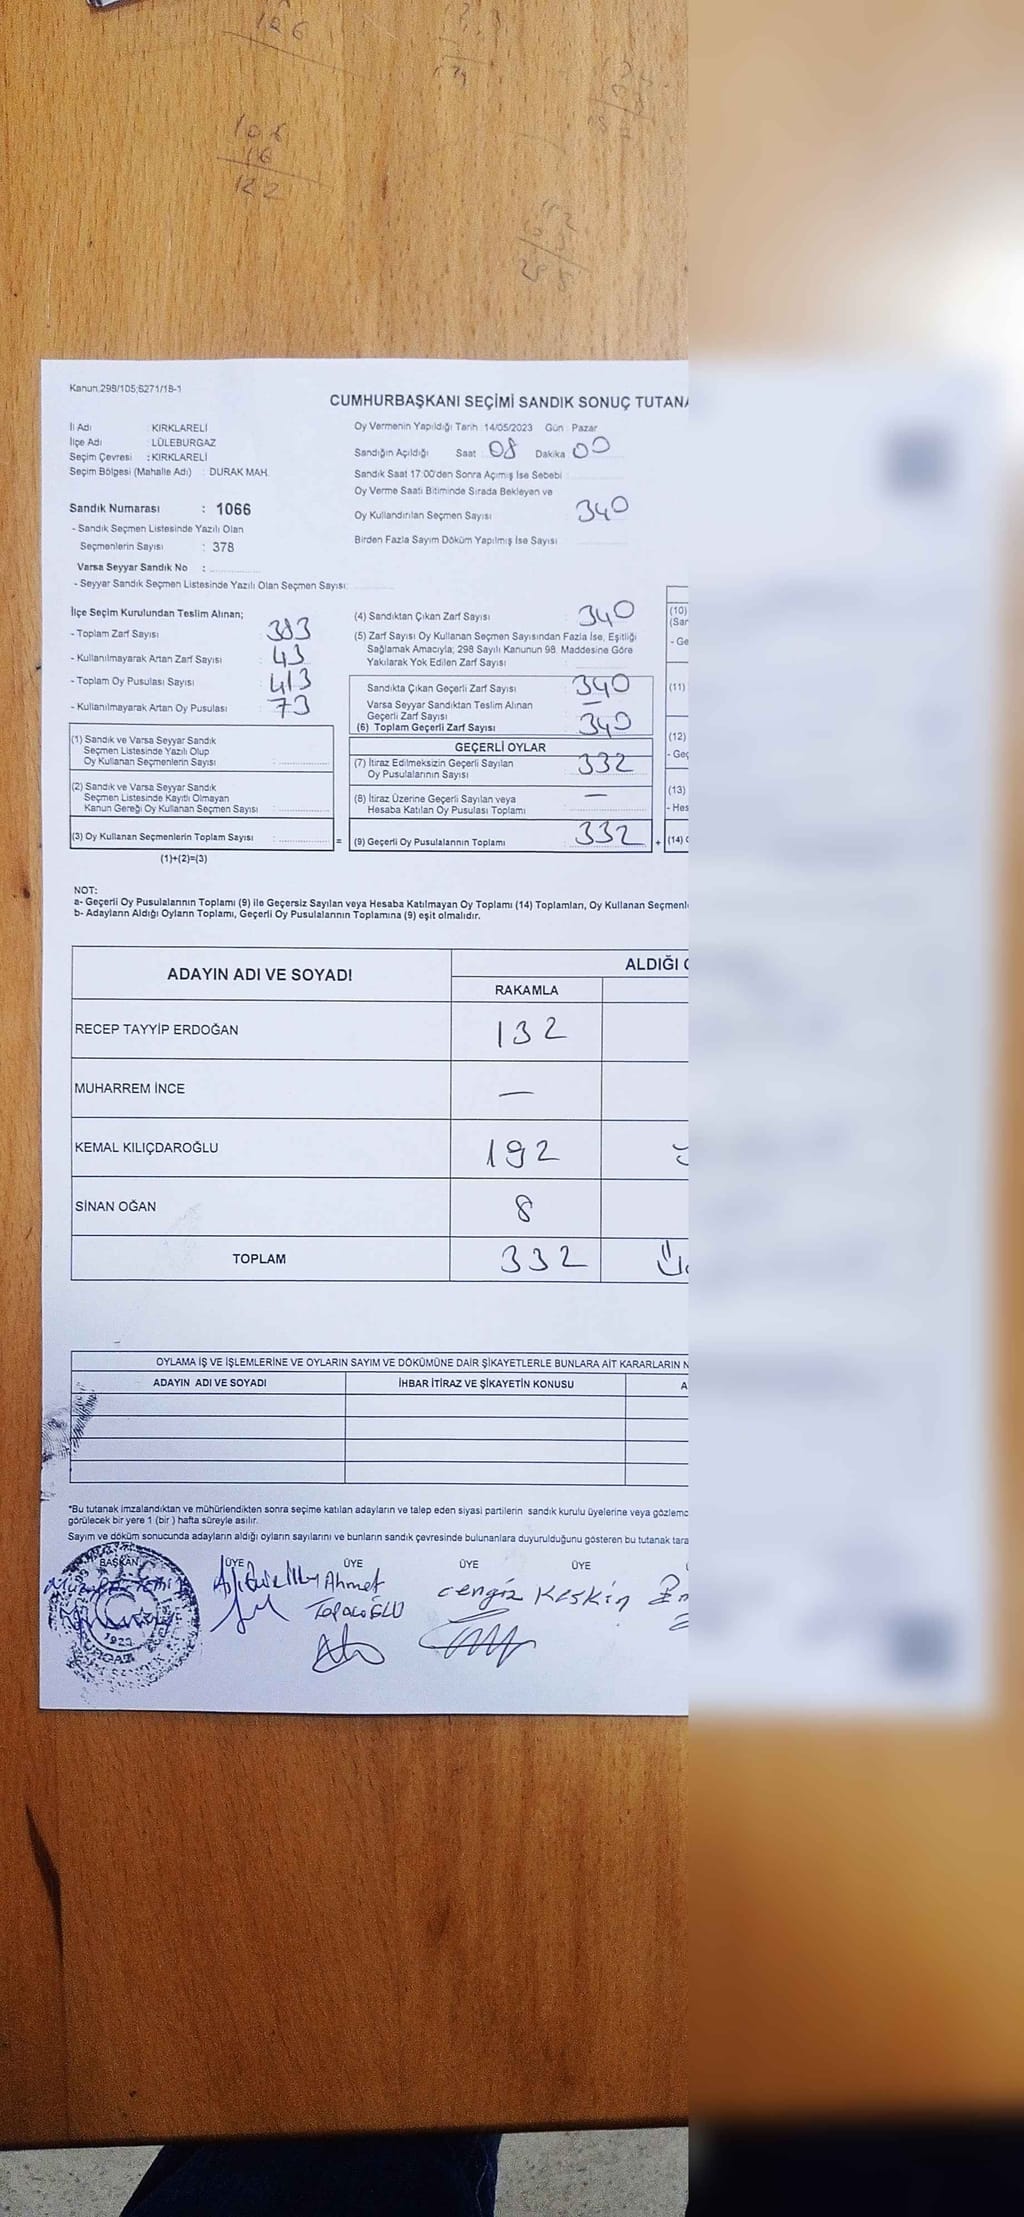 126
106
16
122
Kanun 298/105;6271/18-1
CUMHURBAŞKANI SEÇİMİ SANDIK SONUÇ TUTANA
İl Adı : KIRKLARELİ
İlçe Adı : LÜLEBURGAZ
Seçim Çevresi : KIRKLARELİ
Seçim Bölgesi (Mahalle Adı) : DURAK MAH.
Oy Vermenin Yapıldığı Tarih :14/05/2023 Gün : Pazar
Sandığın Açıldığı Saat : 08 Dakika : 00
Sandık Saat 17:00'den Sonra Açımış İse Sebebi :
Oy Verme Saati Bitiminde Sırada Bekleyen ve
Oy Kullandırılan Seçmen Sayısı : 340
Birden Fazla Sayım Döküm Yapılmış İse Sayısı :
Sandık Numarası : 1066
- Sandık Seçmen Listesinde Yazılı Olan
Seçmenlerin Sayısı : 378
Varsa Seyyar Sandık No :
- Seyyar Sandık Seçmen Listesinde Yazılı Olan Seçmen Sayısı:
İlçe Seçim Kurulundan Teslim Alınan;
- Toplam Zarf Sayısı : 383
- Kullanılmayarak Artan Zarf Sayısı : 43
- Toplam Oy Pusulası Sayısı : 413
- Kullanılmayarak Artan Oy Pusulası : 73
(4) Sandıktan Çıkan Zarf Sayısı : 340
(5) Zarf Sayısı Oy Kullanan Seçmen Sayısından Fazla İse, Eşitliği
Sağlamak Amacıyla; 298 Sayılı Kanunun 98. Maddesine Göre
Yakılarak Yok Edilen Zarf Sayısı :
Sandıkta Çıkan Geçerli Zarf Sayısı : 340
Varsa Seyyar Sandıktan Teslim Alınan
Geçerli Zarf Sayısı : —
(6) Toplam Geçerli Zarf Sayısı : 340
(1) Sandık ve Varsa Seyyar Sandık
Seçmen Listesinde Yazılı Olup
Oy Kullanan Seçmenlerin Sayısı :
(2) Sandık ve Varsa Seyyar Sandık
Seçmen Listesinde Kayıtlı Olmayan
Kanun Gereği Oy Kullanan Seçmen Sayısı :
(3) Oy Kullanan Seçmenlerin Toplam Sayısı : =
(1)+(2)=(3)
GEÇERLİ OYLAR
(7) İtiraz Edilmeksizin Geçerli Sayılan
Oy Pusulalarının Sayısı : 332
(8) İtiraz Üzerine Geçerli Sayılan veya
Hesaba Katılan Oy Pusulası Toplamı : —
(9) Geçerli Oy Pusulalarının Toplamı : 332 +
(10)
(Sar
- Ge
(11)
(12)
- Geç
(13)
- Hes
(14) G
NOT:
a- Geçerli Oy Pusulalarının Toplamı (9) ile Geçersiz Sayılan veya Hesaba Katılmayan Oy Toplamı (14) Toplamları, Oy Kullanan Seçmenl
b- Adayların Aldığı Oyların Toplamı, Geçerli Oy Pusulalarının Toplamına (9) eşit olmalıdır.
ADAYIN ADI VE SOYADI ALDIĞI O
RAKAMLA
RECEP TAYYİP ERDOĞAN 132
MUHARREM İNCE —
KEMAL KILIÇDAROĞLU 192
SİNAN OĞAN 8
TOPLAM 332 Ü
OYLAMA İŞ VE İŞLEMLERİNE VE OYLARIN SAYIM VE DÖKÜMÜNE DAİR ŞİKAYETLERLE BUNLARA AİT KARARLARIN N
ADAYIN ADI VE SOYADI İHBAR İTİRAZ VE ŞİKAYETİN KONUSU A
*Bu tutanak imzalandıktan ve mühürlendikten sonra seçime katılan adayların ve talep eden siyasi partilerin sandık kurulu üyelerine veya gözlemc
görülecek bir yere 1 (bir) hafta süreyle asılır.
Sayım ve döküm sonucunda adayların aldığı oyların sayılarını ve bunların sandık çevresinde bulunanlara duyurulduğunu gösteren bu tutanak tara
BAŞKAN ÜYE ÜYE ÜYE ÜYE
Ahmet
TOPACOĞLU
Cengiz Keskin
1923